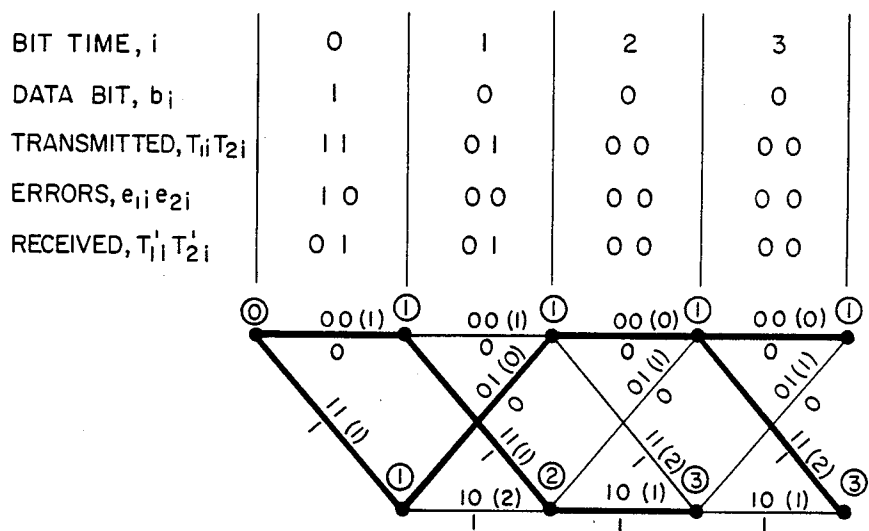 BIT TIME, i 0 1 2 3
DATA BIT, bi 1 0 0 0
TRANSMITTED, T1iT2i 11 01 00 00
ERRORS, e1ie2i 10 00 00 00
RECEIVED, T'1iT'2i 01 01 00 00
0 1 1 1 1
00 (1) 00 (1) 00 (0) 00 (0)
0 0 0 0
01 (0) 01 (1) 01 (1)
0 0 0
11 (1) 11 (1) 11 (2) 11 (2)
1 1 1 1
1 2 3 3
10 (2) 10 (1) 10 (1)
1 1 1